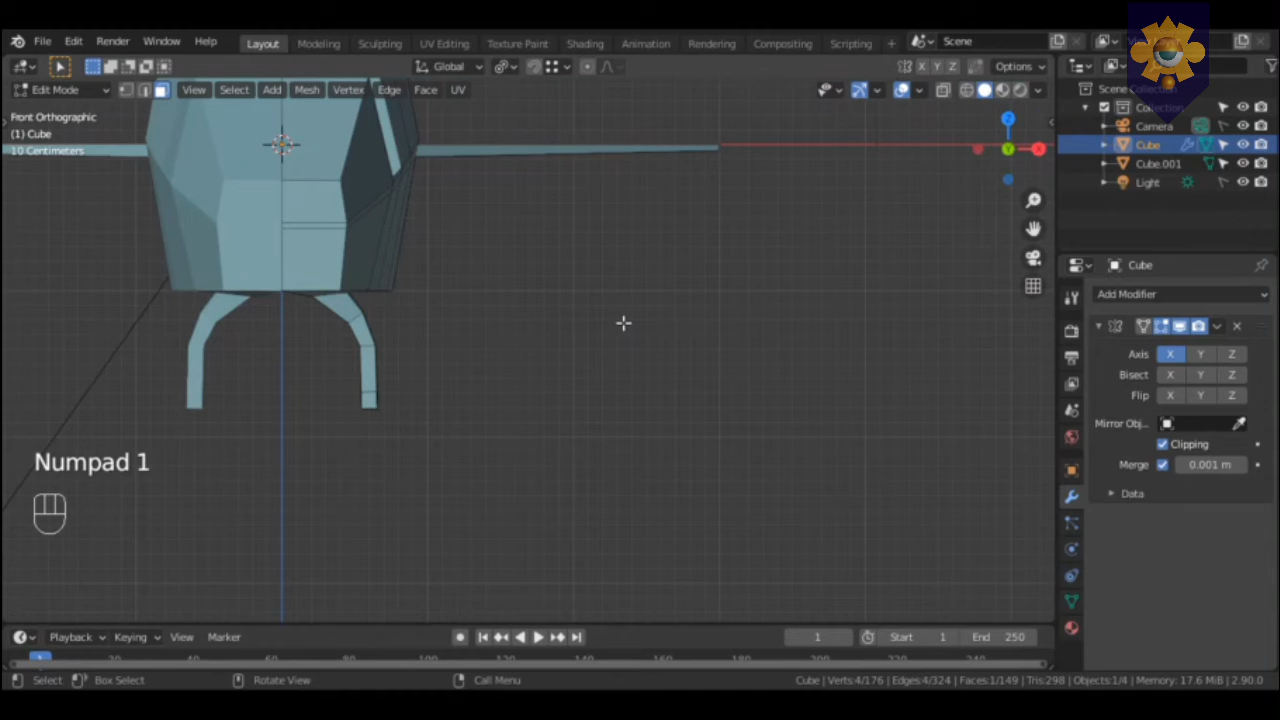 File Edit Render Window Help Layout Modeling Sculpting UV Editing Texture Paint Shading Animation Rendering Compositing Scripting + Scene
Global Options
X Y Z
Edit Mode View Select Add Mesh Vertex Edge Face UV
Scene Collection
Front Orthographic
(1) Cube
10 Centimeters
Collection
Camera
Cube
Cube.001
Light
Z
Y
X
Cube
Add Modifier
Axis X Y Z
Bisect X Y Z
Flip X Y Z
Mirror Obj...
Clipping
Merge 0.001 m
Data
Numpad 1
Playback Keying View Marker 1 Start 1 End 250
1
Select Box Select Rotate View Call Menu Cube | Verts:4/176 | Edges:4/324 | Faces:1/149 | Tris:298 | Objects:1/4 | Memory: 17.6 MiB | 2.90.0